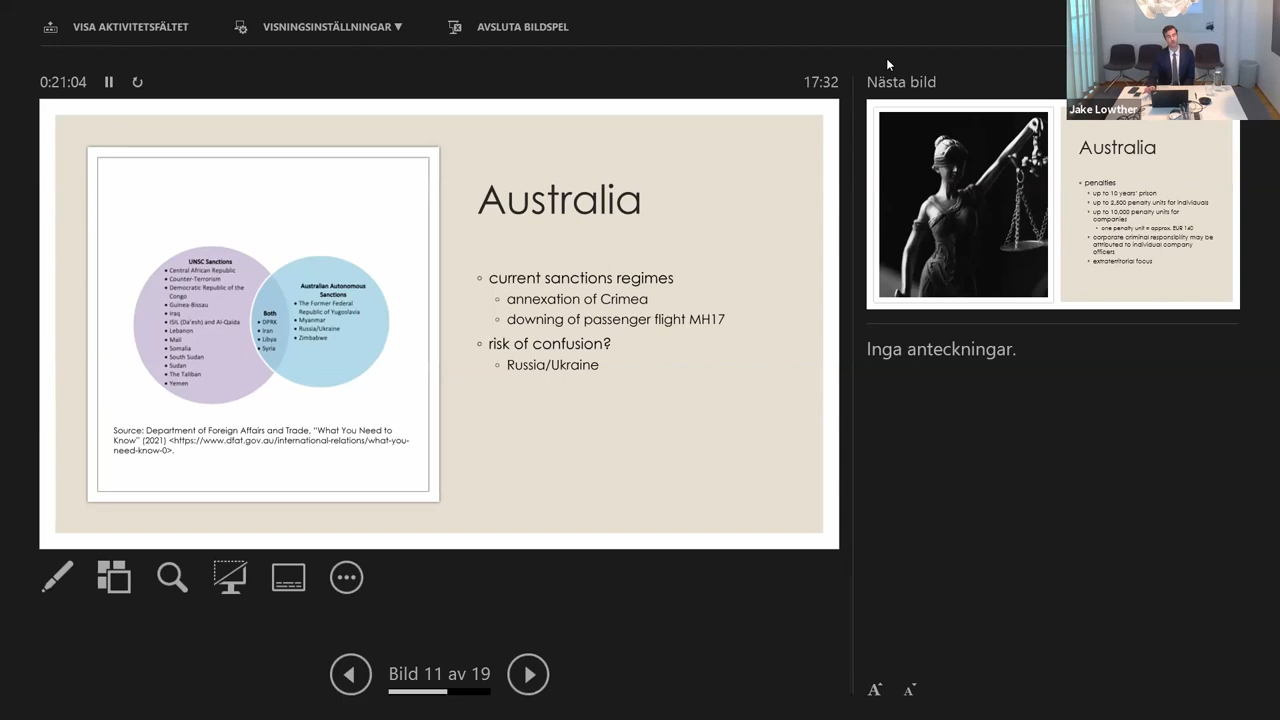 VISA AKTIVITETSFÄLTET
VISNINGSINSTÄLLNINGAR ▼
AVSLUTA BILDSPEL
0:21:04
17:32
Nästa bild
Jake Lowther
UNSC Sanctions
• Central African Republic
• Counter-Terrorism
• Democratic Republic of the
Congo
• Guinea-Bissau
• Iraq
• ISIL (Da'esh) and Al-Qaida
• Lebanon
• Mali
• Somalia
• South Sudan
• Sudan
• The Taliban
• Yemen
Both
• DPRK
• Iran
• Libya
• Syria
Australian Autonomous
Sanctions
• The Former Federal
Republic of Yugoslavia
• Myanmar
• Russia/Ukraine
• Zimbabwe
Source: Department of Foreign Affairs and Trade, "What You Need to
Know" (2021) <https://www.dfat.gov.au/international-relations/what-you-
need-know-0>.
Australia
◦ current sanctions regimes
◦ annexation of Crimea
◦ downing of passenger flight MH17
◦ risk of confusion?
◦ Russia/Ukraine
Australia
• penalties
• up to 10 years' prison
• up to 2,500 penalty units for individuals
• up to 10,000 penalty units for
companies
• one penalty unit = approx. EUR 140
• corporate criminal responsibility may be
attributed to individual company
officers
• extraterritorial focus
Inga anteckningar.
Bild 11 av 19
A A